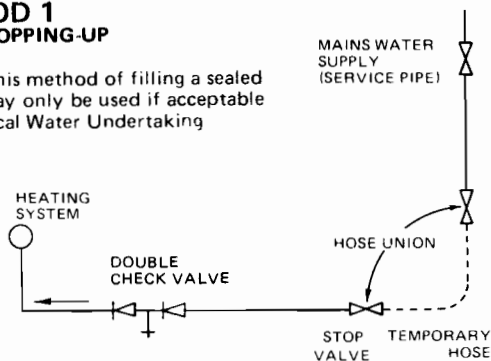 OD 1
OPPING-UP
his method of filling a sealed
ay only be used if acceptable
cal Water Undertaking
MAINS WATER
SUPPLY
(SERVICE PIPE)
HEATING
SYSTEM
HOSE UNION
DOUBLE
CHECK VALVE
STOP
VALVE
TEMPORARY
HOSE